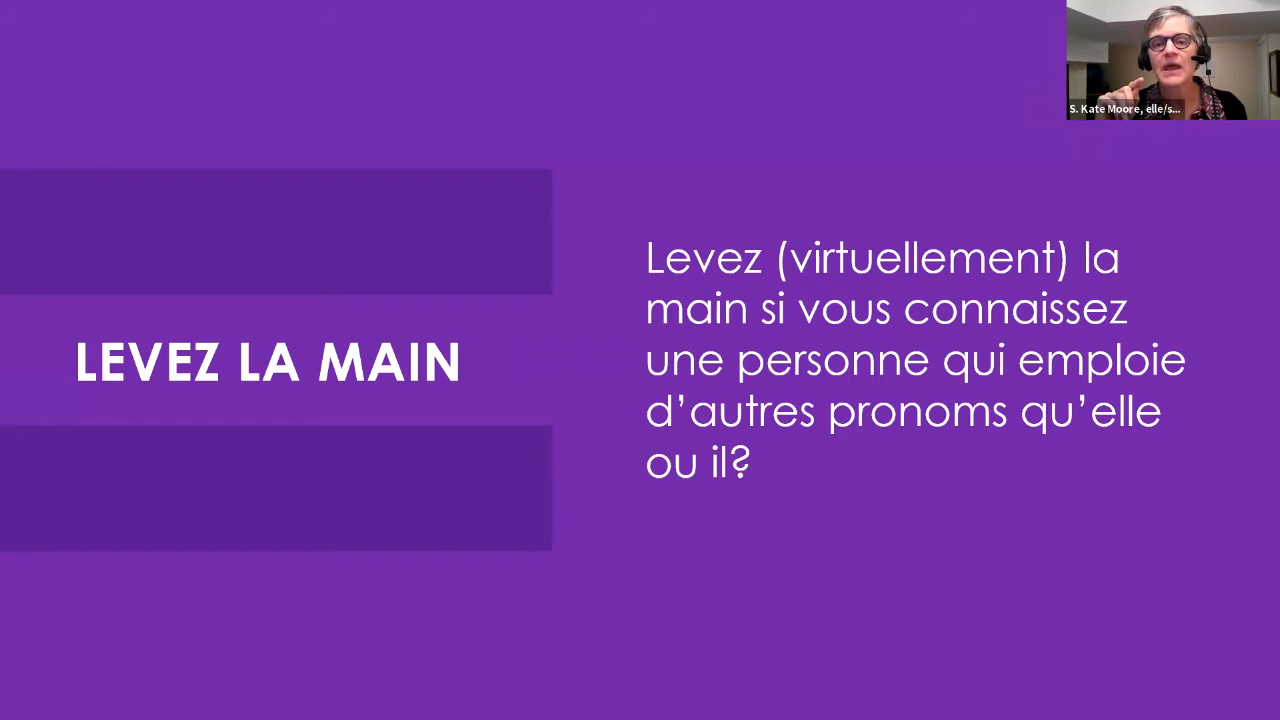 S. Kate Moore, elle/s...
LEVEZ LA MAIN
Levez (virtuellement) la
main si vous connaissez
une personne qui emploie
d’autres pronoms qu’elle
ou il?